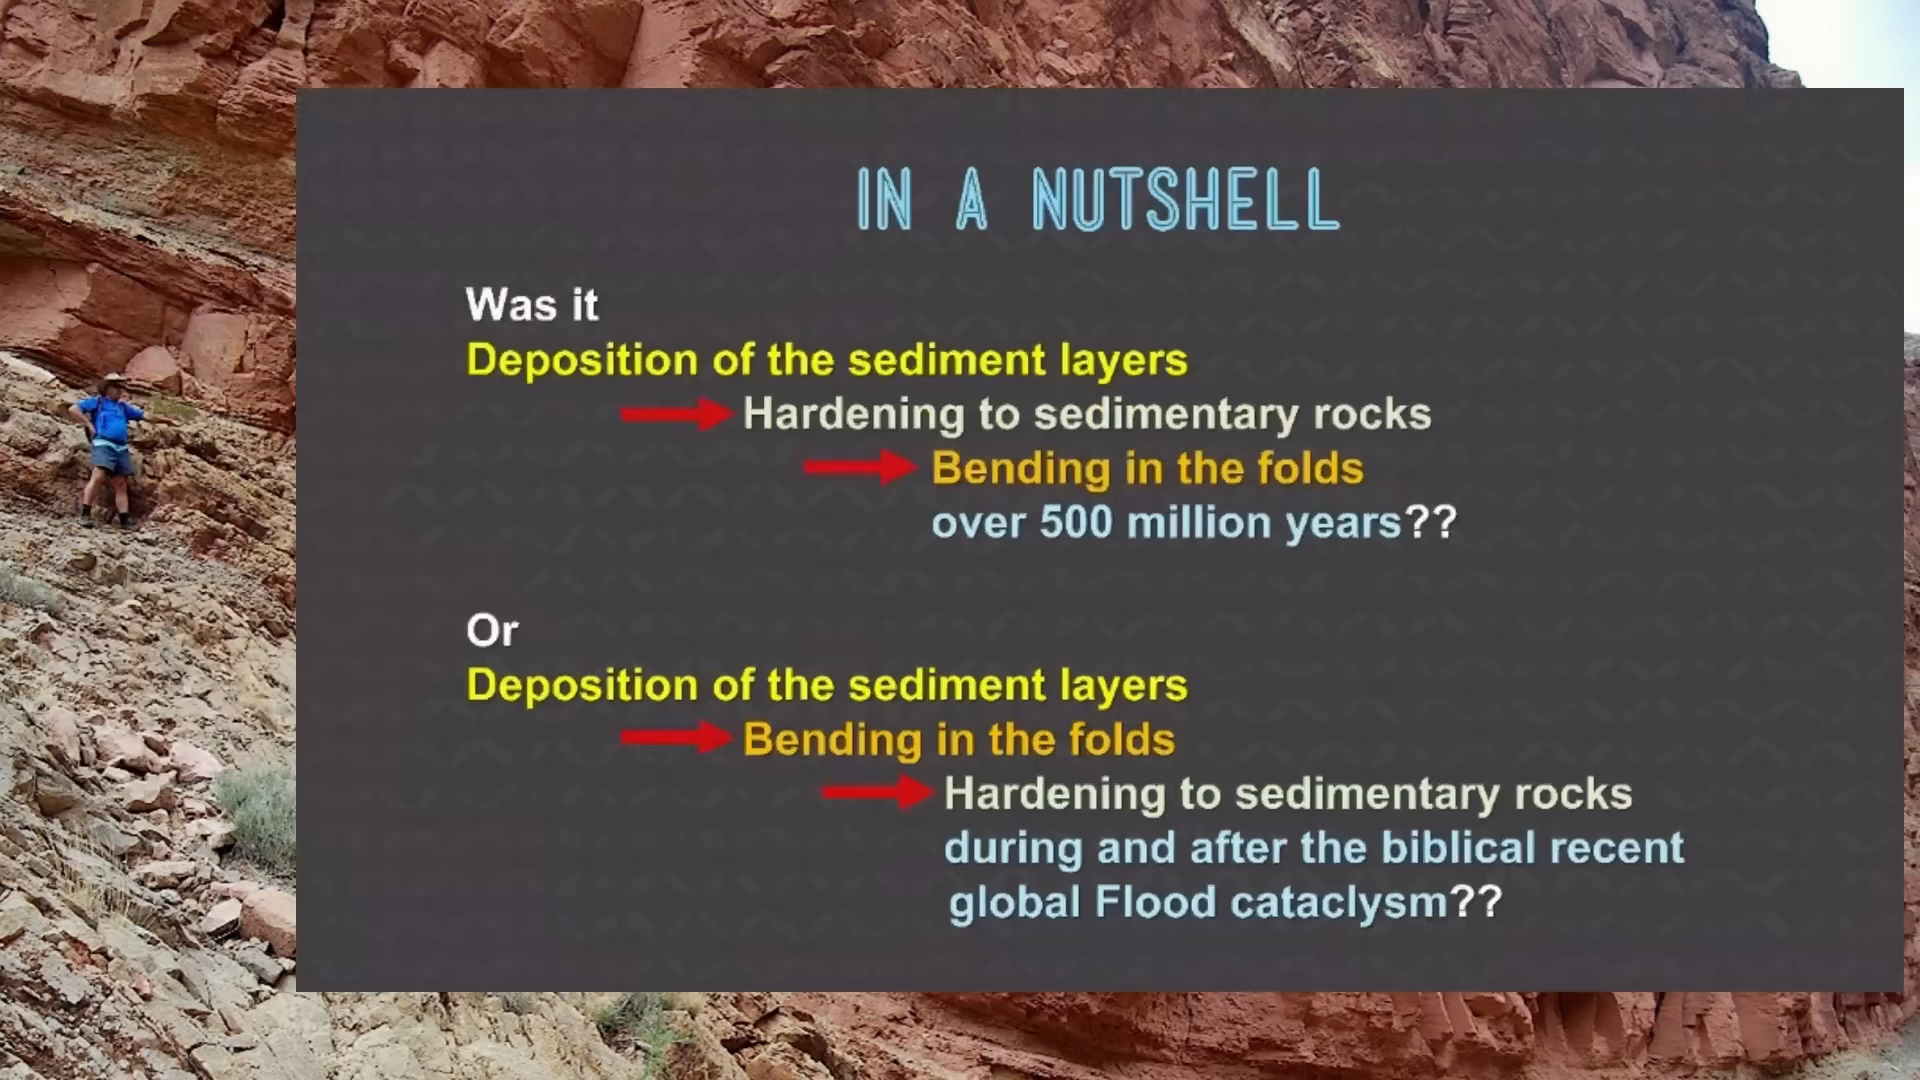 IN A NUTSHELL
Was it
Deposition of the sediment layers
Hardening to sedimentary rocks
Bending in the folds
over 500 million years??
Or
Deposition of the sediment layers
Bending in the folds
Hardening to sedimentary rocks
during and after the biblical recent
global Flood cataclysm??